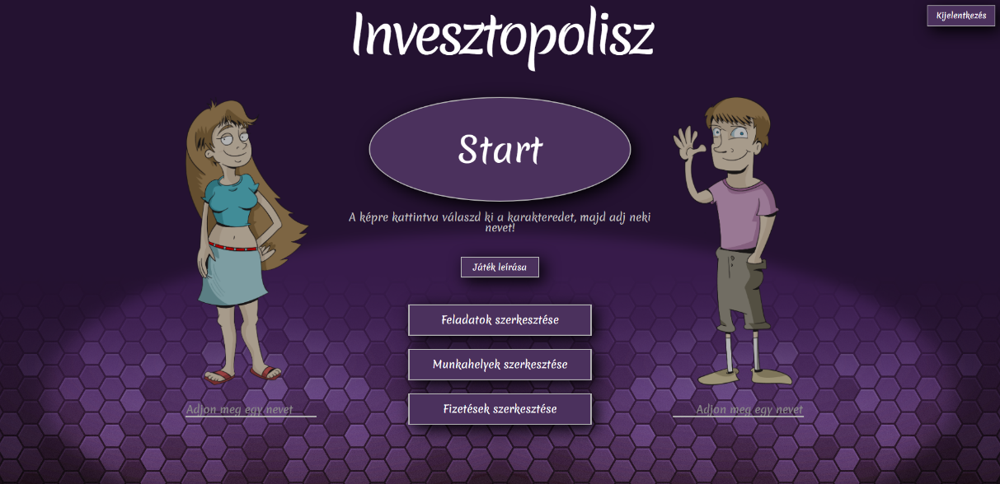 Invesztopolisz
Kijelentkezés
Start
A képre kattintva válaszd ki a karakteredet, majd adj neki
nevet!
Játék leírása
Feladatok szerkesztése
Munkahelyek szerkesztése
Fizetések szerkesztése
Adjon meg egy nevet
Adjon meg egy nevet